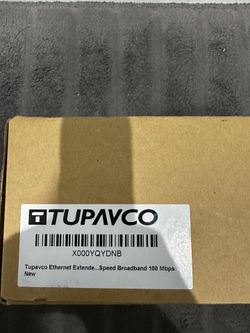 TUPAVCO
X000YQYDNB
Tupavco Ethernet Extende...Speed Broadband 100 Mbps
New